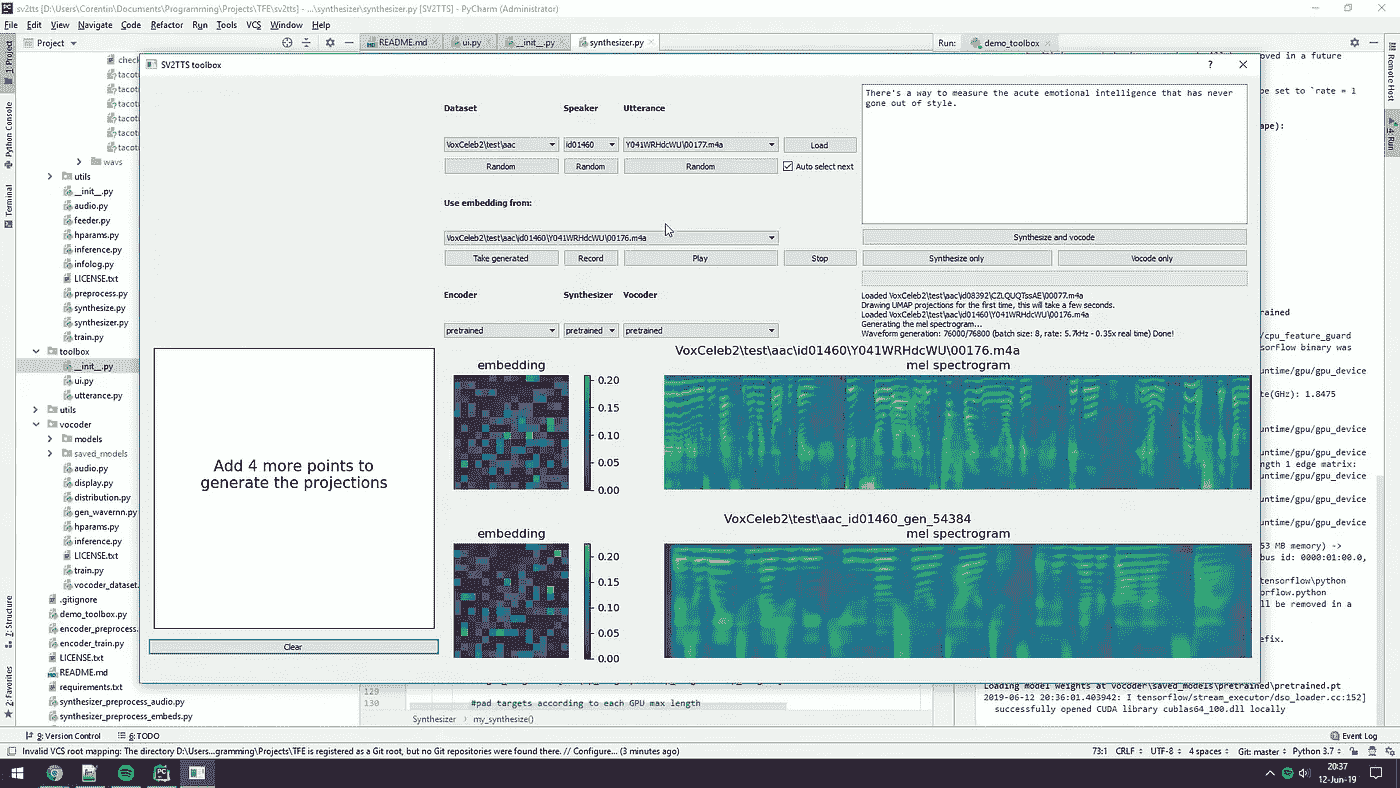 sv2tts [D:\Users\Corentin\Documents\Programming\Projects\TFE\sv2tts] - ...\synthesizer\synthesizer.py [SV2TTS] - PyCharm (Administrator)
File Edit View Navigate Code Refactor Run Tools VCS Window Help
Project
README.md ui.py __init__.py synthesizer.py
Run: demo_toolbox
1: Project
Python Console
Terminal
Z: Structure
2: Favorites
Remote Host
4: Run
wavs
utils
__init__.py
audio.py
feeder.py
hparams.py
inference.py
infolog.py
LICENSE.txt
preprocess.py
synthesize.py
synthesizer.py
train.py
toolbox
__init__.py
ui.py
utterance.py
utils
vocoder
models
saved_models
audio.py
display.py
distribution.py
gen_wavernn.py
hparams.py
inference.py
LICENSE.txt
train.py
vocoder_dataset.
.gitignore
demo_toolbox.py
encoder_preprocess.
encoder_train.py
LICENSE.txt
README.md
requirements.txt
synthesizer_preprocess_audio.py
synthesizer_preprocess_embeds.py
SV2TTS toolbox
?
Dataset Speaker Utterance
VoxCeleb2\test\aac id01460 Y041WRHdcWU\00177.m4a Load
Random Random Random Auto select next
Use embedding from:
VoxCeleb2\test\aac\id01460\Y041WRHdcWU\00176.m4a
Take generated Record Play Stop
Encoder Synthesizer Vocoder
pretrained pretrained pretrained
There's a way to measure the acute emotional intelligence that has never
gone out of style.
Synthesize and vocode
Synthesize only Vocode only
Loaded VoxCeleb2\test\aac\id08392\CZLQUQTssAE\00077.m4a
Drawing UMAP projections for the first time, this will take a few seconds.
Loaded VoxCeleb2\test\aac\id01460\Y041WRHdcWU\00176.m4a
Generating the mel spectrogram...
Waveform generation: 76000/76800 (batch size: 8, rate: 5.7kHz - 0.35x real time) Done!
Add 4 more points to
generate the projections
Clear
VoxCeleb2\test\aac\id01460\Y041WRHdcWU\00176.m4a
embedding mel spectrogram
0.20
0.15
0.10
0.05
0.00
VoxCeleb2\test\aac_id01460_gen_54384
embedding mel spectrogram
0.20
0.15
0.10
0.05
0.00
oved in a future
be set to `rate = 1
ape):
rained
/cpu_feature_guard
sorFlow binary was
untime/gpu/gpu_device
te(GHz): 1.8475
untime/gpu/gpu_device
untime/gpu/gpu_device
ngth 1 edge matrix:
untime/gpu/gpu_device
untime/gpu/gpu_device
53 MB memory) ->
bus id: 0000:01:00.0,
tensorflow\python
orflow.python
ll be removed in a
efix.
Loading model weights at vocoder\saved_models\pretrained\pretrained.pt
2019-06-12 20:36:01.403942: I tensorflow/stream_executor/dso_loader.cc:152]
successfully opened CUDA library cublas64_100.dll locally
129
130 #pad targets according to each GPU max length
Synthesizer › my_synthesize()
9: Version Control 6: TODO Event Log
Invalid VCS root mapping: The directory D:\Users...gramming\Projects\TFE is registered as a Git root, but no Git repositories were found there. // Configure... (3 minutes ago)
73:1 CRLF UTF-8 4 spaces Git: master Python 3.7
20:37
12-Jun-19